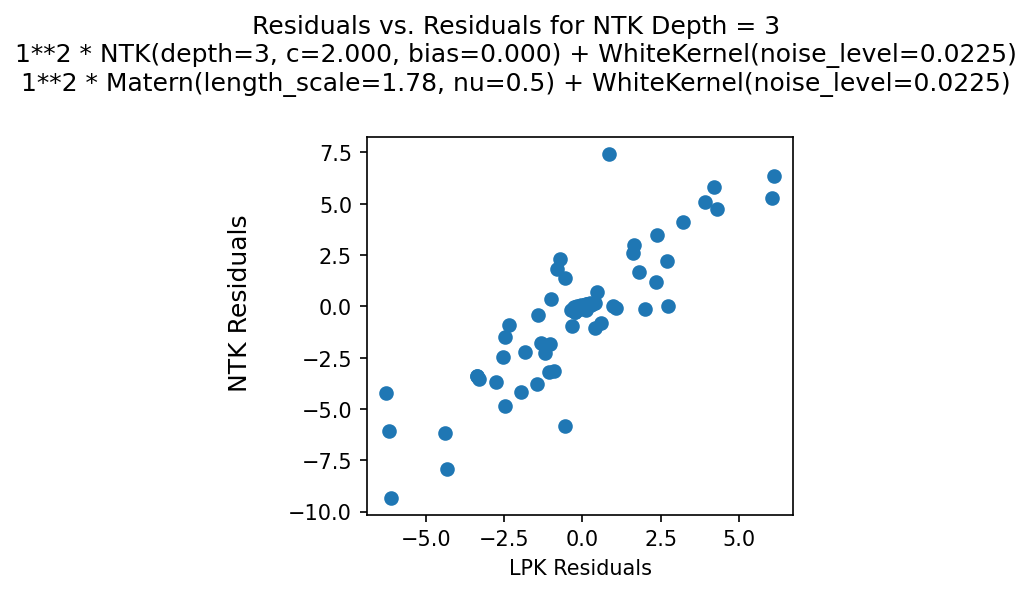 Residuals vs. Residuals for NTK Depth = 3
1**2 * NTK(depth=3, c=2.000, bias=0.000) + WhiteKernel(noise_level=0.0225)
1**2 * Matern(length_scale=1.78, nu=0.5) + WhiteKernel(noise_level=0.0225)
NTK Residuals
7.5
5.0
2.5
0.0
−2.5
−5.0
−7.5
−10.0
−5.0 −2.5 0.0 2.5 5.0
LPK Residuals